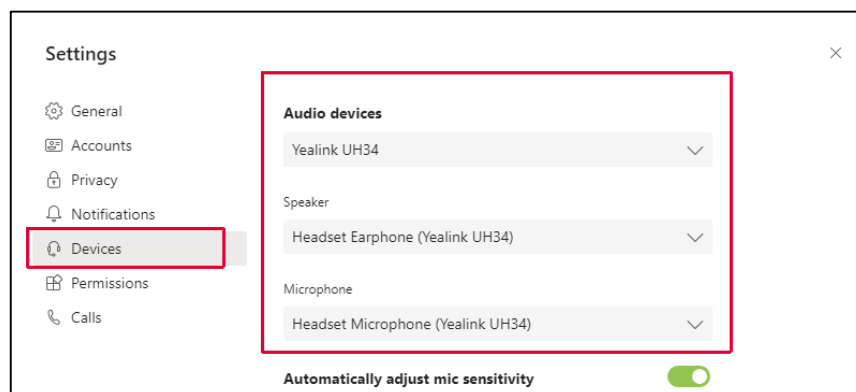 Settings
General
Accounts
Privacy
Notifications
Devices
Permissions
Calls
Audio devices
Yealink UH34
Speaker
Headset Earphone (Yealink UH34)
Microphone
Headset Microphone (Yealink UH34)
Automatically adjust mic sensitivity